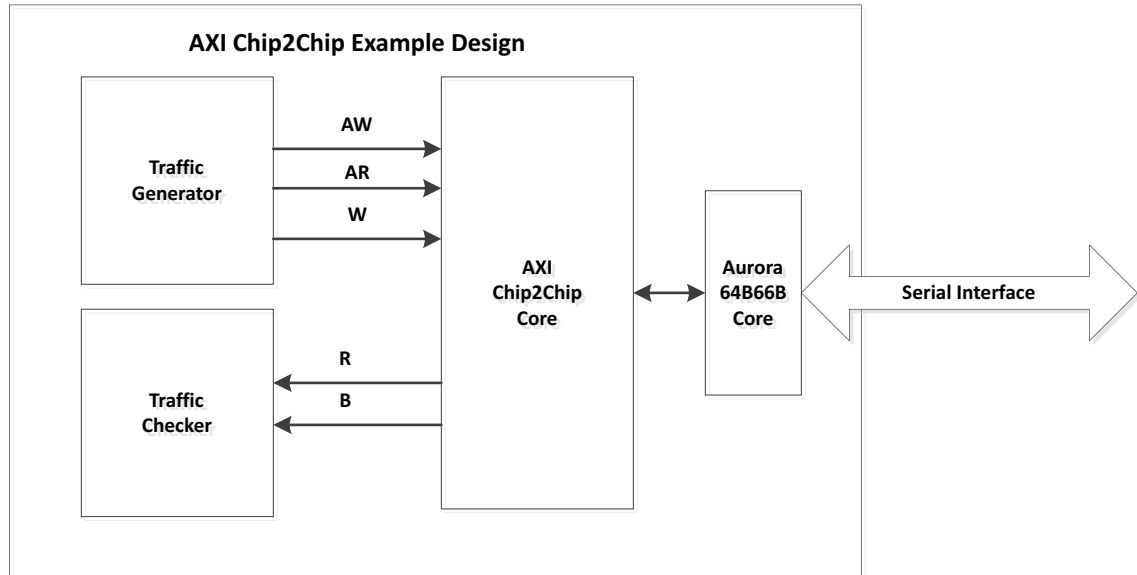 AXI Chip2Chip Example Design
Traffic
Generator
AW
AR
W
AXI
Chip2Chip
Core
Aurora
64B66B
Core
Serial Interface
Traffic
Checker
R
B